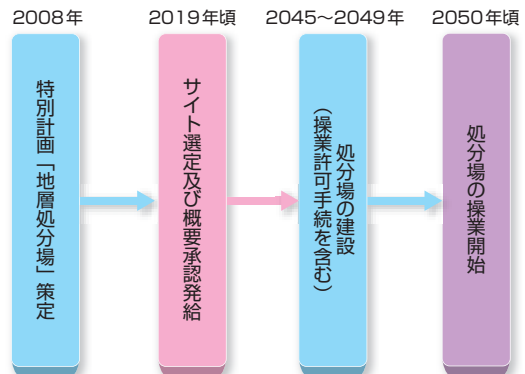 2008年
2019年頃
2045〜2049年
2050年頃
特別計画「地層処分場」策定
サイト選定及び概要承認発給
処分場の建設
（操業許可手続を含む）
処分場の操業開始